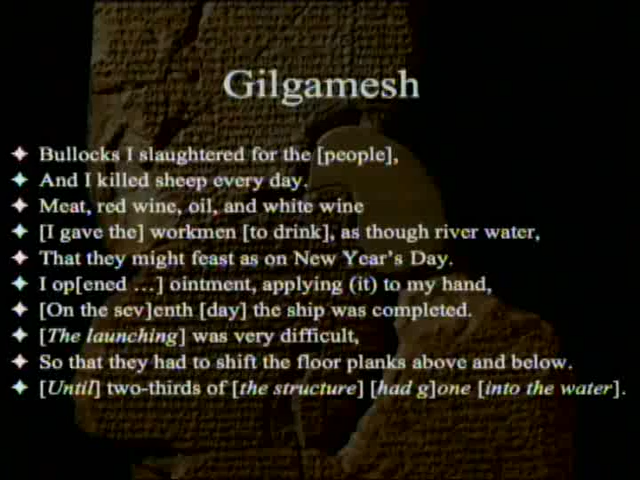 Gilgamesh
Bullocks I slaughtered for the [people],
And I killed sheep every day.
Meat, red wine, oil, and white wine
[I gave the] workmen [to drink], as though river water,
That they might feast as on New Year's Day.
I op[ened ...] ointment, applying (it) to my hand,
[On the sev]enth [day] the ship was completed.
[The launching] was very difficult,
So that they had to shift the floor planks above and below.
[Until] two-thirds of [the structure] [had g]one [into the water].